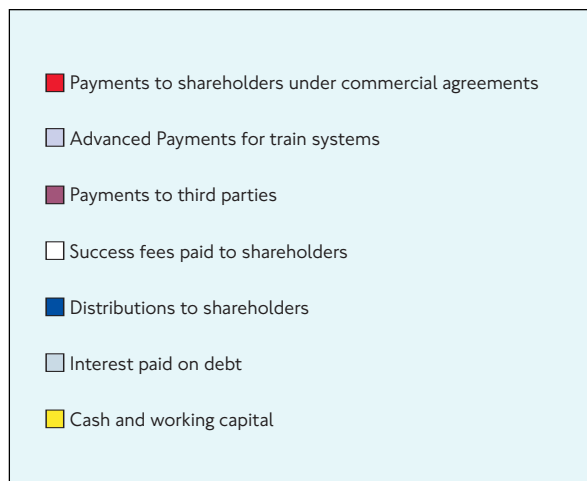 Payments to shareholders under commercial agreements
Advanced Payments for train systems
Payments to third parties
Success fees paid to shareholders
Distributions to shareholders
Interest paid on debt
Cash and working capital